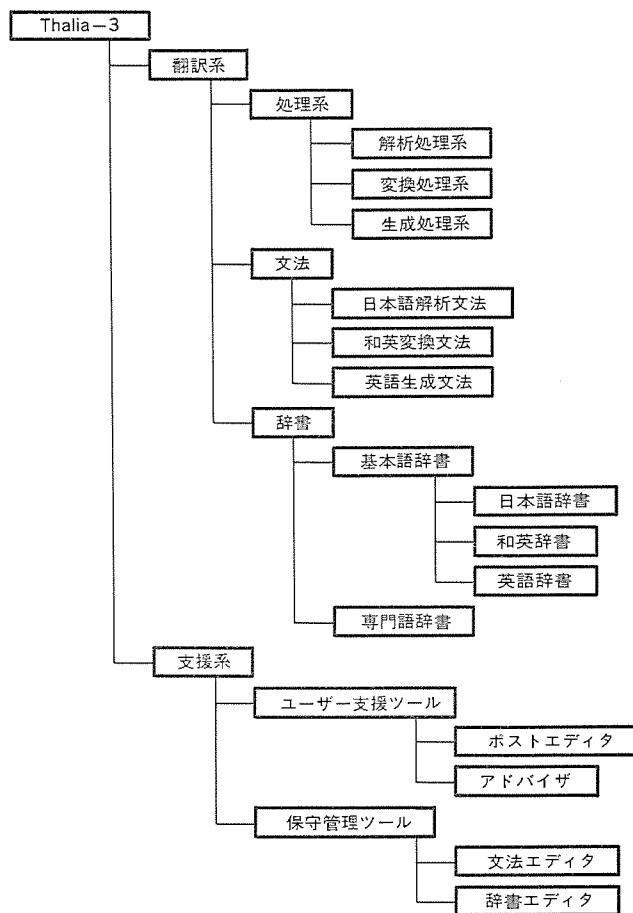 Thalia－3
翻訳系
処理系
解析処理系
変換処理系
生成処理系
文法
日本語解析文法
和英変換文法
英語生成文法
辞書
基本語辞書
日本語辞書
和英辞書
英語辞書
専門語辞書
支援系
ユーザー支援ツール
ポストエディタ
アドバイザ
保守管理ツール
文法エディタ
辞書エディタ